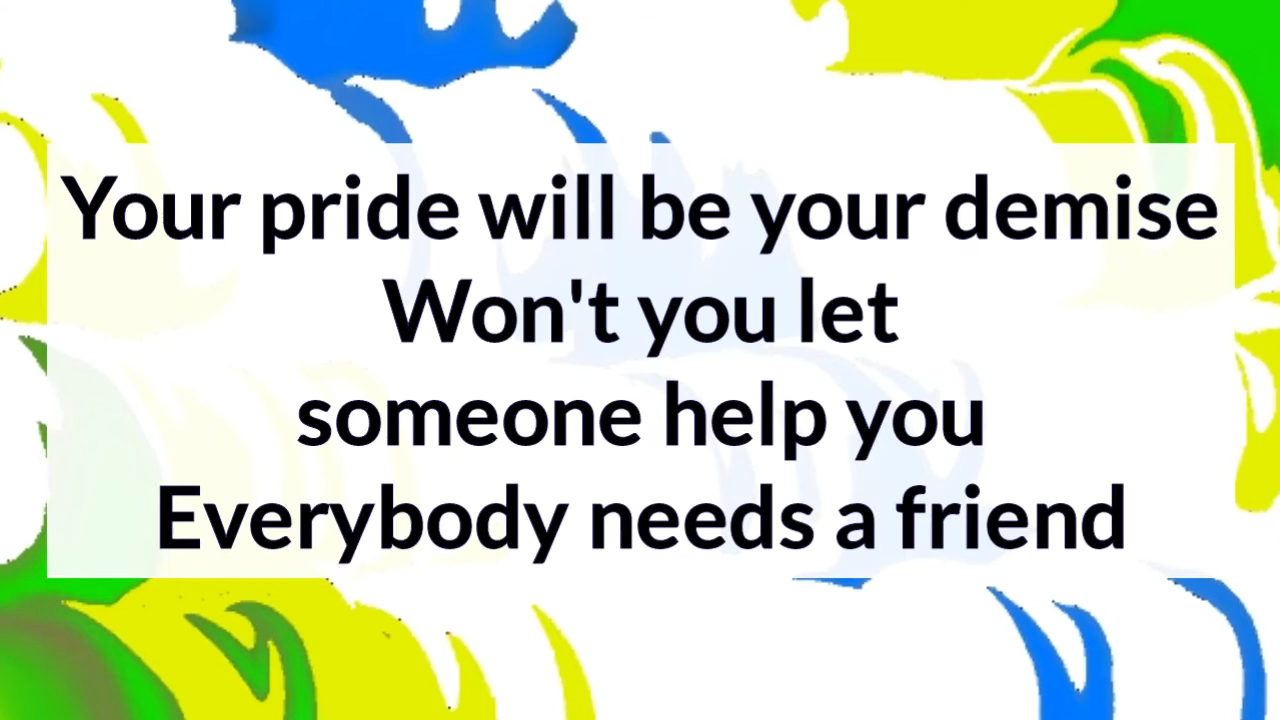 Your pride will be your demise
Won't you let
someone help you
Everybody needs a friend